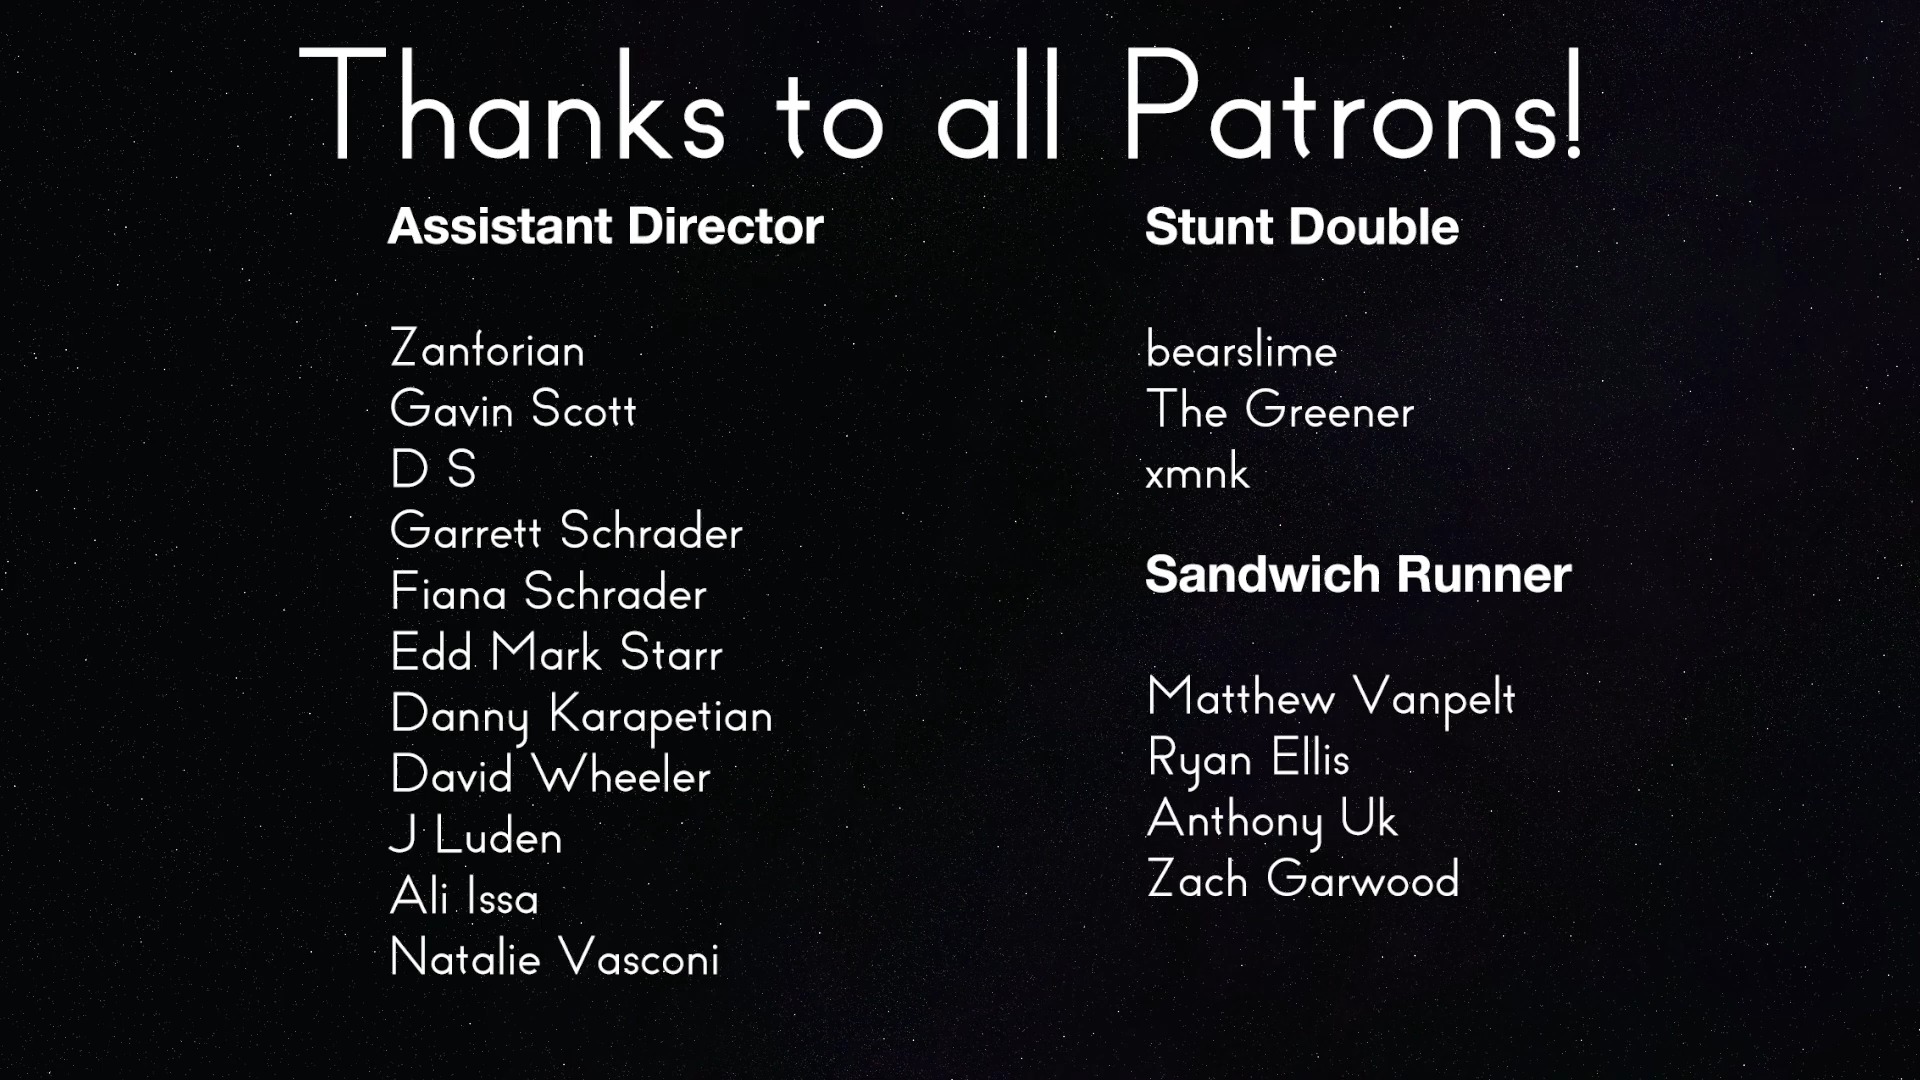 Thanks to all Patrons!
Assistant Director
Zanforian
Gavin Scott
D S
Garrett Schrader
Fiana Schrader
Edd Mark Starr
Danny Karapetian
David Wheeler
J Luden
Ali Issa
Natalie Vasconi
Stunt Double
bearslime
The Greener
xmnk
Sandwich Runner
Matthew Vanpelt
Ryan Ellis
Anthony Uk
Zach Garwood